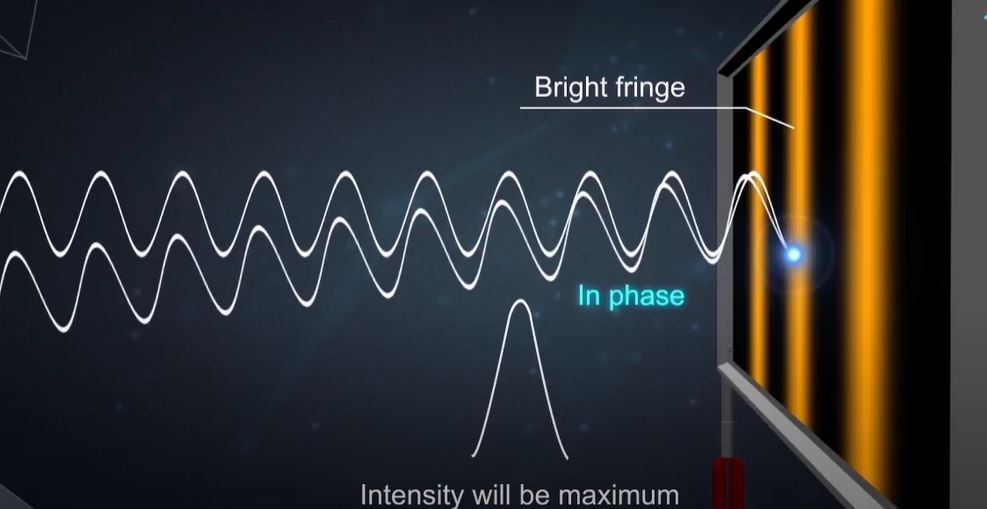 Bright fringe
In phase
Intensity will be maximum